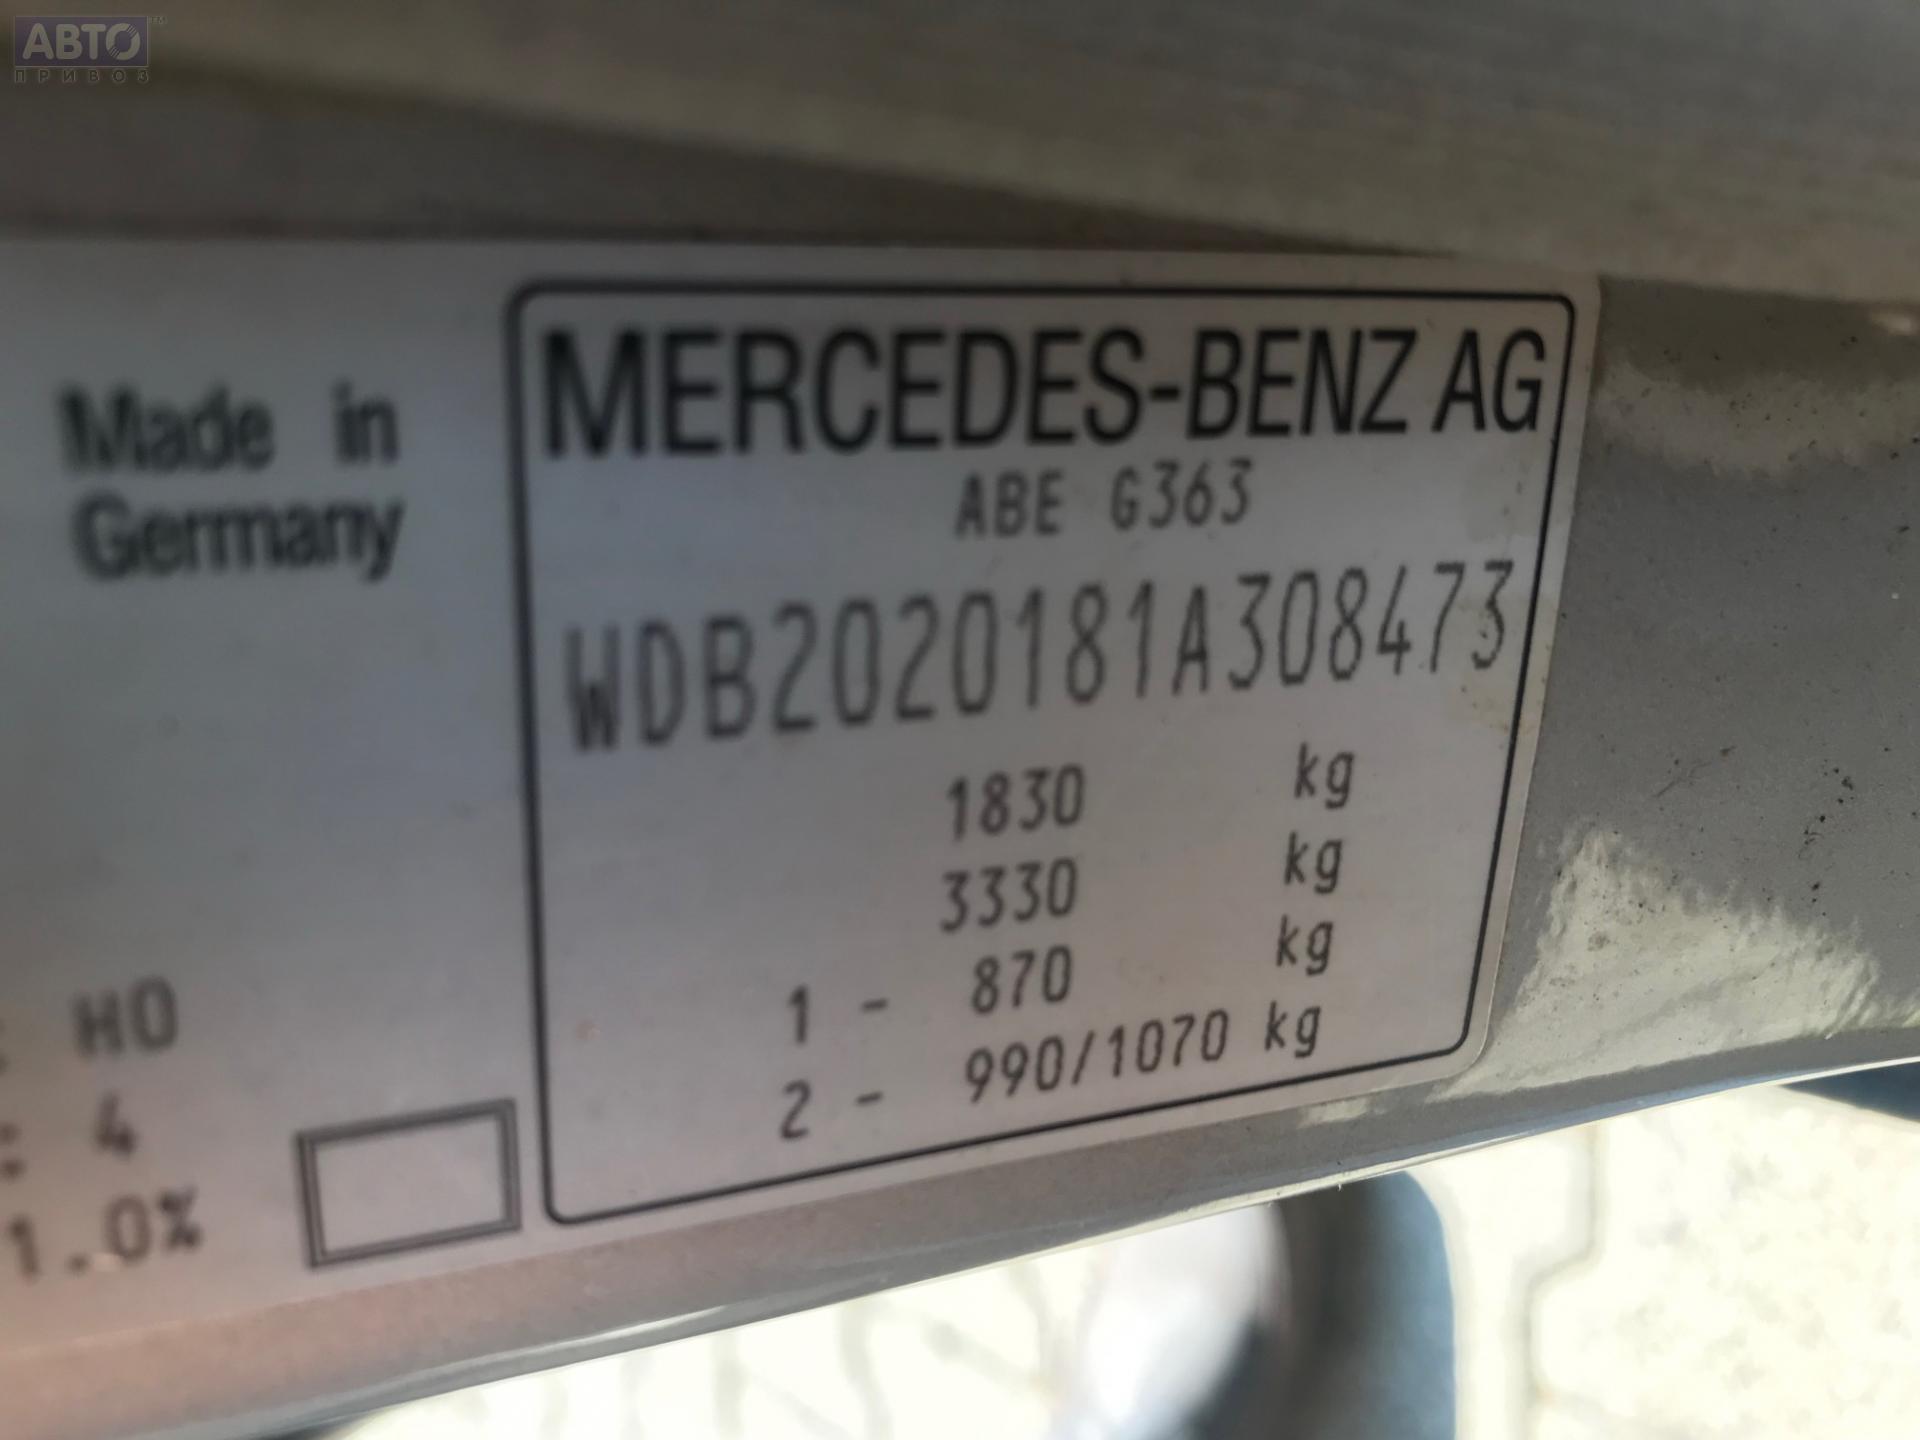 АВТО™
ПРИВОЗ
Made in
Germany
MERCEDES-BENZ AG
ABE G363
WDB2020181A308473
1830 kg
3330 kg
1 - 870 kg
2 - 990/1070 kg
: HO
: 4
1.0%